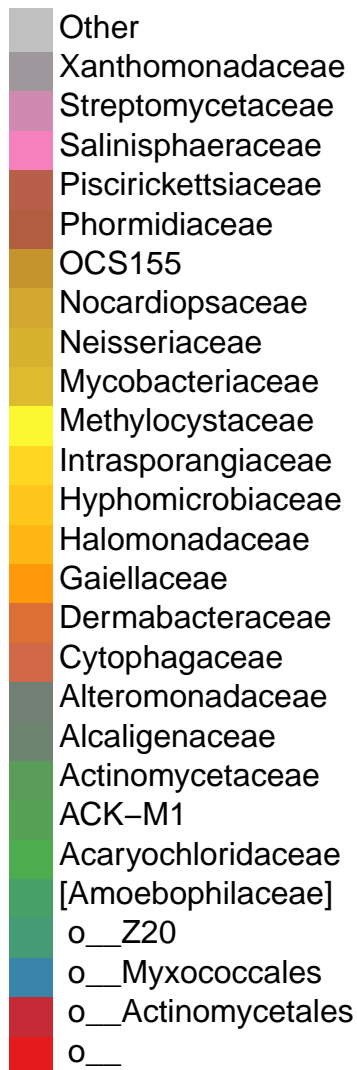 Other
Xanthomonadaceae
Streptomycetaceae
Salinisphaeraceae
Piscirickettsiaceae
Phormidiaceae
OCS155
Nocardiopsaceae
Neisseriaceae
Mycobacteriaceae
Methylocystaceae
Intrasporangiaceae
Hyphomicrobiaceae
Halomonadaceae
Gaiellaceae
Dermabacteraceae
Cytophagaceae
Alteromonadaceae
Alcaligenaceae
Actinomycetaceae
ACK−M1
Acaryochloridaceae
[Amoebophilaceae]
o__Z20
o__Myxococcales
o__Actinomycetales
o__